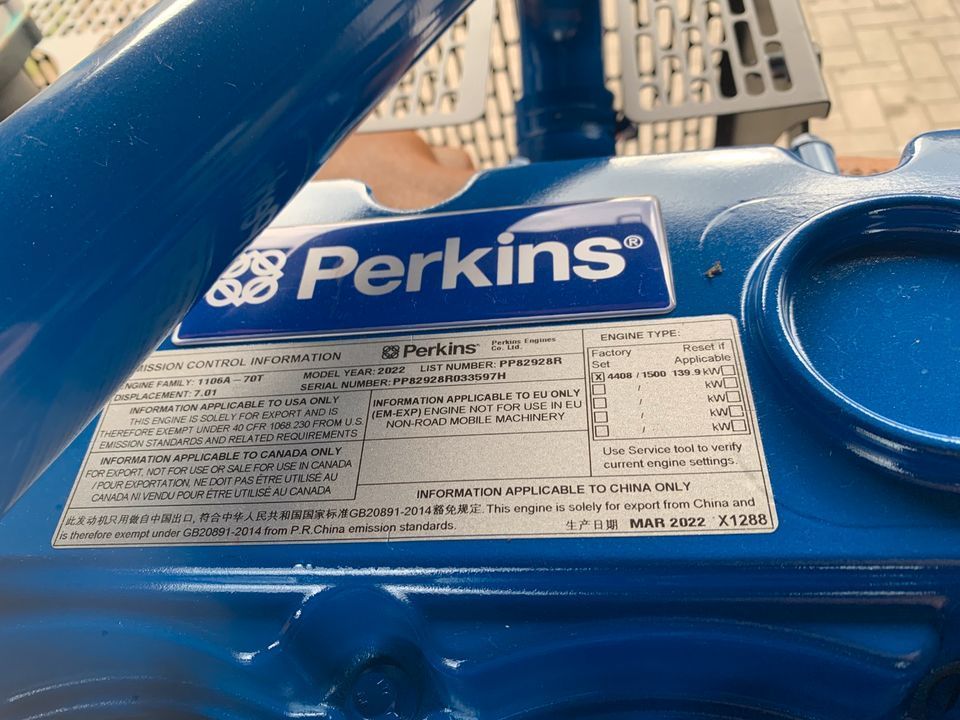 Perkins®
EMISSION CONTROL INFORMATION
Perkins®
Perkins Engines
Co. Ltd.
ENGINE FAMILY: 1106A-70T
MODEL YEAR: 2022 LIST NUMBER: PP82928R
DISPLACEMENT: 7.01
SERIAL NUMBER: PP82928R033597H
INFORMATION APPLICABLE TO USA ONLY
THIS ENGINE IS SOLELY FOR EXPORT AND IS
THEREFORE EXEMPT UNDER 40 CFR 1068.230 FROM U.S.
EMISSION STANDARDS AND RELATED REQUIREMENTS
INFORMATION APPLICABLE TO EU ONLY
(EM-EXP) ENGINE NOT FOR USE IN EU
NON-ROAD MOBILE MACHINERY
INFORMATION APPLICABLE TO CANADA ONLY
FOR EXPORT. NOT FOR USE OR SALE FOR USE IN CANADA
/ POUR EXPORTATION, NE DOIT PAS ÊTRE UTILISÉ AU
CANADA NI VENDU POUR ÊTRE UTILISÉ AU CANADA
ENGINE TYPE:
Factory Set
Reset if Applicable
X 4408 / 1500 139.9 kW
/ kW
/ kW
/ kW
/ kW
Use Service tool to verify
current engine settings.
INFORMATION APPLICABLE TO CHINA ONLY
此发动机只用做自中国出口, 符合中华人民共和国国家标准GB20891-2014豁免规定. This engine is solely for export from China and
is therefore exempt under GB20891-2014 from P.R.China emission standards.
生产日期 MAR 2022 X1288